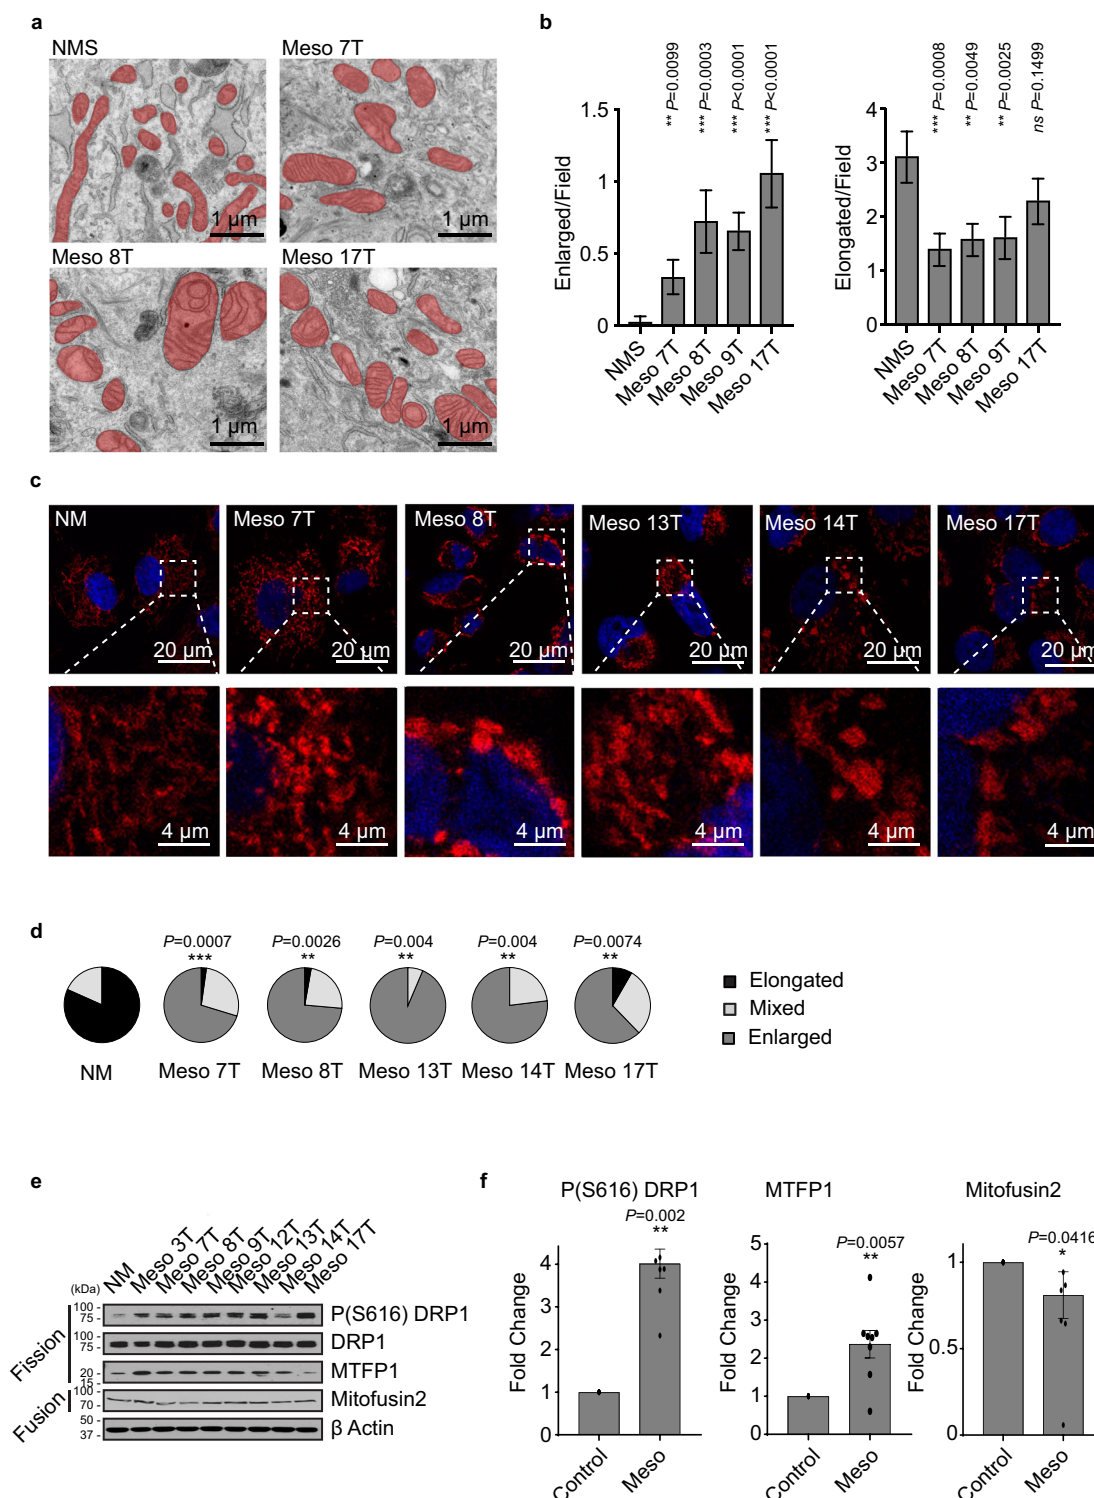 a
NMS
Meso 7T
1 µm
1 µm
Meso 8T
Meso 17T
1 µm
1 µm
b
** P=0.0099
*** P=0.0003
*** P<0.0001
*** P<0.0001
Enlarged/Field
1.5
1
0.5
0
NMS
Meso 7T
Meso 8T
Meso 9T
Meso 17T
*** P=0.0008
** P=0.0049
** P=0.0025
ns P=0.1499
Elongated/Field
4
3
2
1
0
NMS
Meso 7T
Meso 8T
Meso 9T
Meso 17T
c
NM
Meso 7T
Meso 8T
Meso 13T
Meso 14T
Meso 17T
20 µm
20 µm
20 µm
20 µm
20 µm
20 µm
4 µm
4 µm
4 µm
4 µm
4 µm
4 µm
d
P=0.0007
P=0.0026
P=0.004
P=0.004
P=0.0074
***
**
**
**
**
NM
Meso 7T
Meso 8T
Meso 13T
Meso 14T
Meso 17T
Elongated
Mixed
Enlarged
e
NM
Meso 3T
Meso 7T
Meso 8T
Meso 9T
Meso 12T
Meso 13T
Meso 14T
Meso 17T
(kDa)
Fission
100 -
75 -
P(S616) DRP1
100 -
75 -
DRP1
20 -
15 -
MTFP1
Fusion
100 -
70 -
Mitofusin2
50 -
37 -
β Actin
f
P(S616) DRP1
P=0.002
**
Fold Change
4
3
2
1
0
Control
Meso
MTFP1
P=0.0057
**
Fold Change
5
4
3
2
1
0
Control
Meso
Mitofusin2
P=0.0416
*
Fold Change
1
0.5
0
Control
Meso